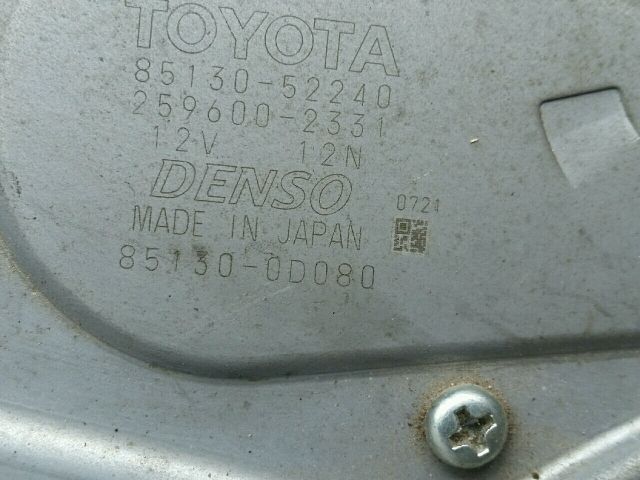 TOYOTA
85130-52240
259600-2331
12V 12N
DENSO 0721
MADE IN JAPAN
85130-0D080